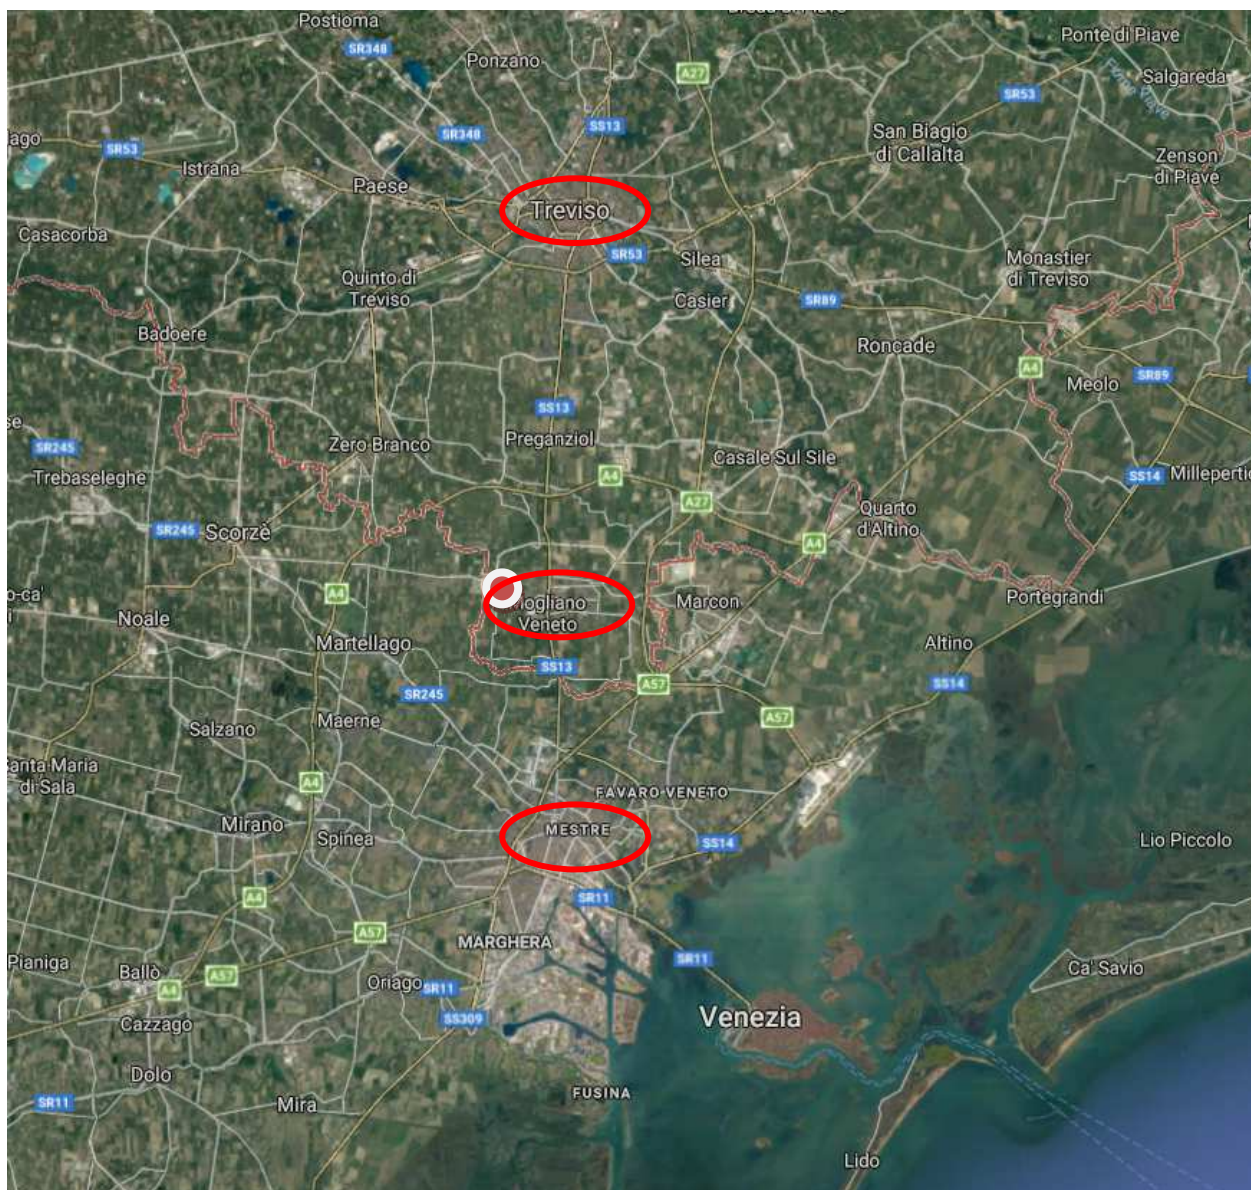 Postioma
SR348
Ponzano
A27
Ponte di Piave
Salgareda
Fiume Piave
SR53
SS13
SR348
San Biagio
di Callalta
SR53
Istrana
Paese
Zenson
di Piave
Treviso
Casacorba
SR53
Silea
Monastier
di Treviso
Quinto di
Treviso
Casier
SR89
Badoere
Roncade
A4
SR89
Meolo
SS13
Preganziol
Zero Branco
SR245
Trebaseleghe
Casale Sul Sile
A4
SS14
A27
Quarto
d'Altino
SR245
Scorzè
A4
A4
Mogliano
Veneto
Marcon
Portegrandi
Noale
Martellago
Altino
SS13
A57
SS14
SR245
Maerne
A57
Salzano
Santa Maria
di Sala
A4
FAVARO VENETO
Mirano
Spinea
MESTRE
SS14
Lio Piccolo
A4
SR11
A57
MARGHERA
SR11
Pianiga
Ballò
A57
A4
Oriago
SR11
Ca' Savio
Cazzago
SS309
Venezia
Dolo
SR11
Mira
FUSINA
Lido